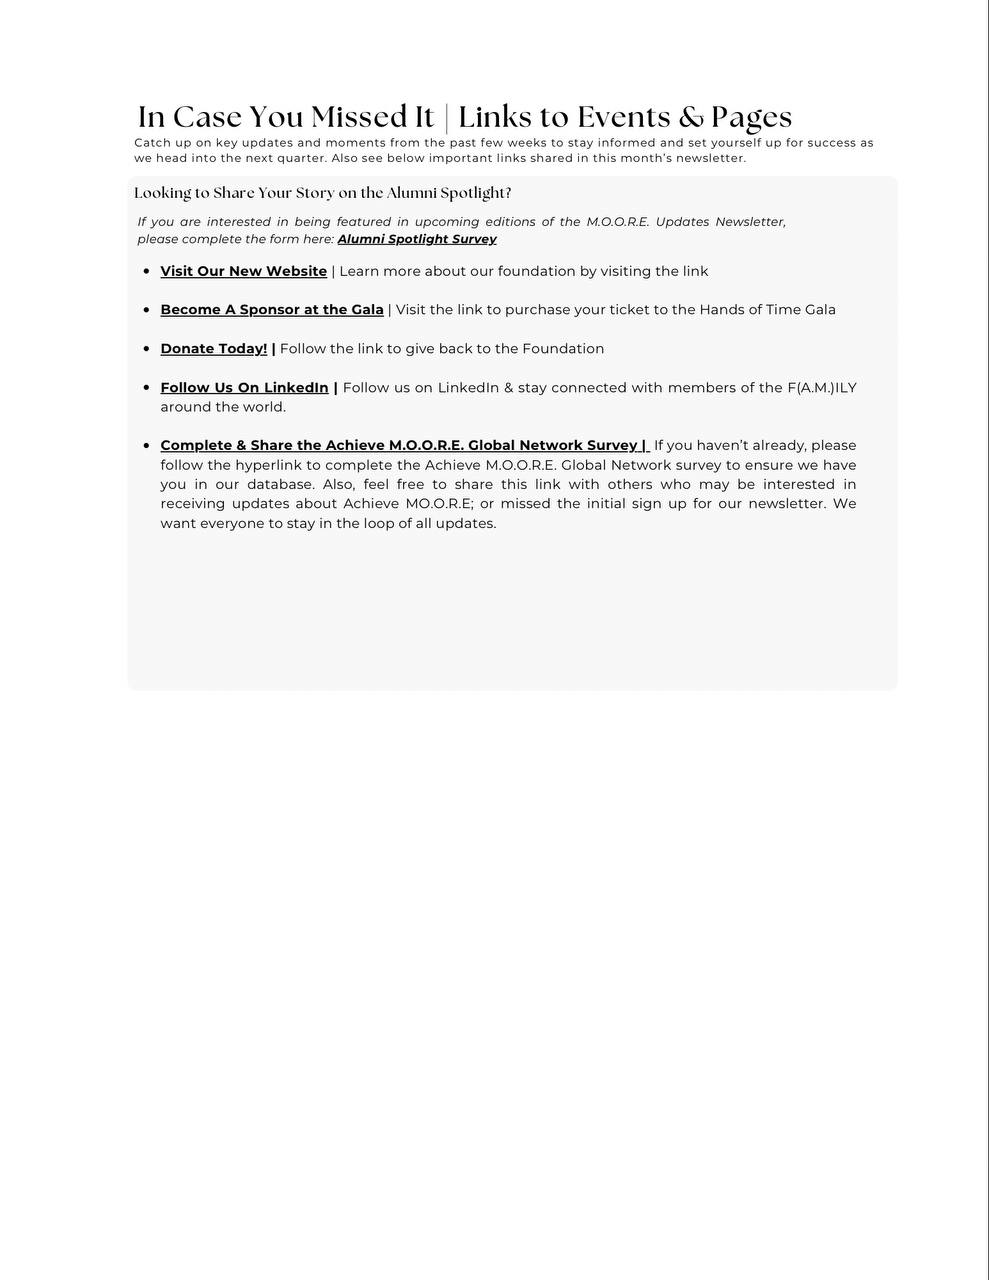 In Case You Missed It | Links to Events & Pages
Catch up on key updates and moments from the past few weeks to stay informed and set yourself up for success as
we head into the next quarter. Also see below important links shared in this month's newsletter.
Looking to Share Your Story on the Alumni Spotlight?
If you are interested in being featured in upcoming editions of the M.O.O.R.E. Updates Newsletter,
please complete the form here: Alumni Spotlight Survey
• Visit Our New Website | Learn more about our foundation by visiting the link
• Become A Sponsor at the Gala | Visit the link to purchase your ticket to the Hands of Time Gala
• Donate Today! | Follow the link to give back to the Foundation
• Follow Us On LinkedIn | Follow us on LinkedIn & stay connected with members of the F(A.M.)ILY
around the world.
• Complete & Share the Achieve M.O.O.R.E. Global Network Survey | If you haven't already, please
follow the hyperlink to complete the Achieve M.O.O.R.E. Global Network survey to ensure we have
you in our database. Also, feel free to share this link with others who may be interested in
receiving updates about Achieve MO.O.R.E; or missed the initial sign up for our newsletter. We
want everyone to stay in the loop of all updates.